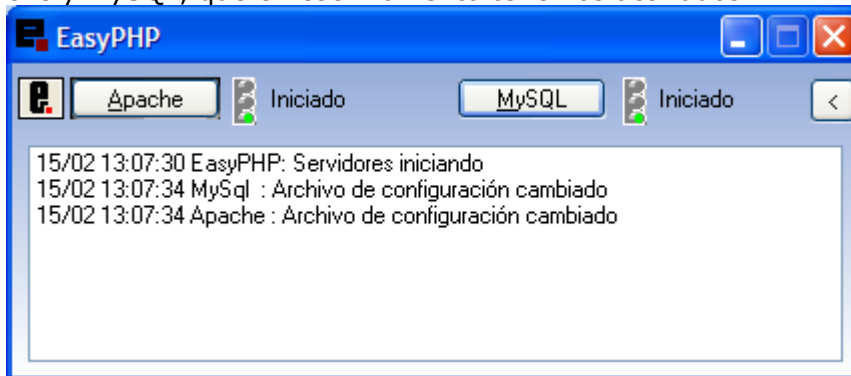 EasyPHP
Apache Iniciado MySQL Iniciado <
15/02 13:07:30 EasyPHP: Servidores iniciando
15/02 13:07:34 MySql : Archivo de configuración cambiado
15/02 13:07:34 Apache : Archivo de configuración cambiado